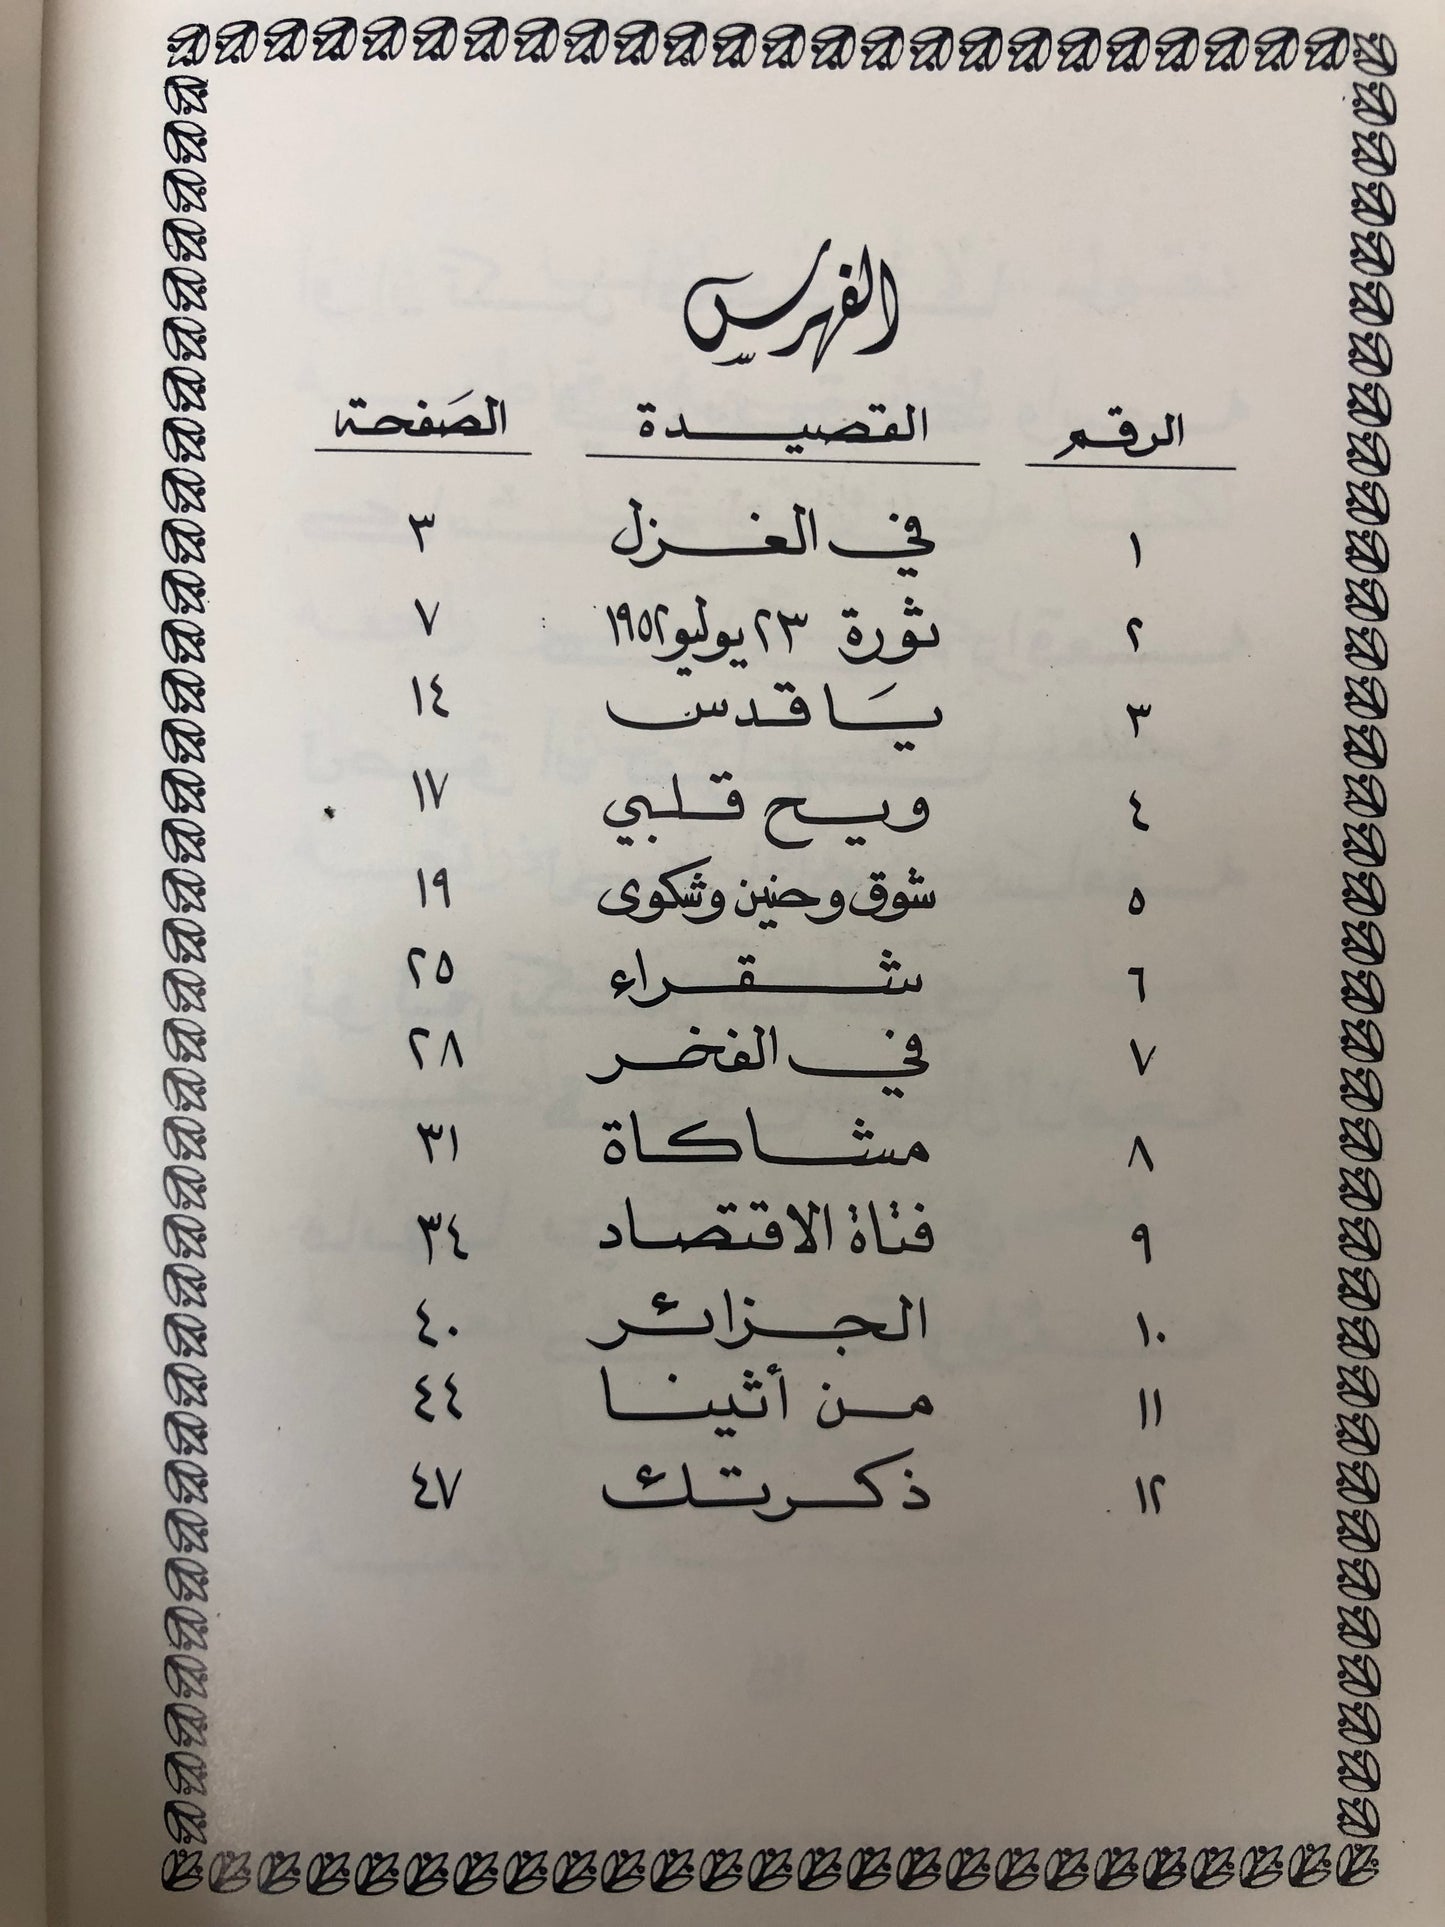 الفهرس
الرقم القصيدة الصفحة
١ في الغزل ٣
٢ ثورة ٢٣ يوليو ١٩٥٢ ٧
٣ يَا قدس ١٤
٤ ويح قلبي ١٧
٥ شوق وحنين وشكوى ١٩
٦ شقراء ٢٥
٧ في الفخر ٢٨
٨ مشاكاة ٣١
٩ فتاة الاقتصاد ٣٤
١٠ الجزائر ٤٠
١١ من أثينا ٤٤
١٢ ذكرتك ٤٧